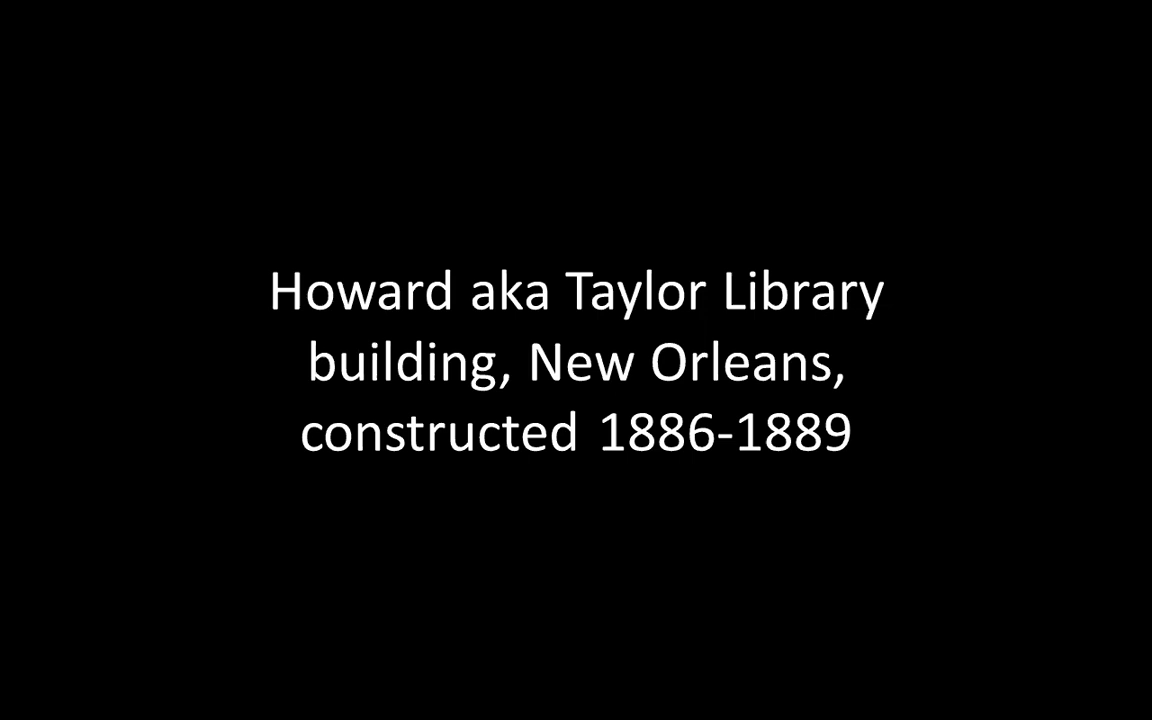 Howard aka Taylor Library
building, New Orleans,
constructed 1886-1889